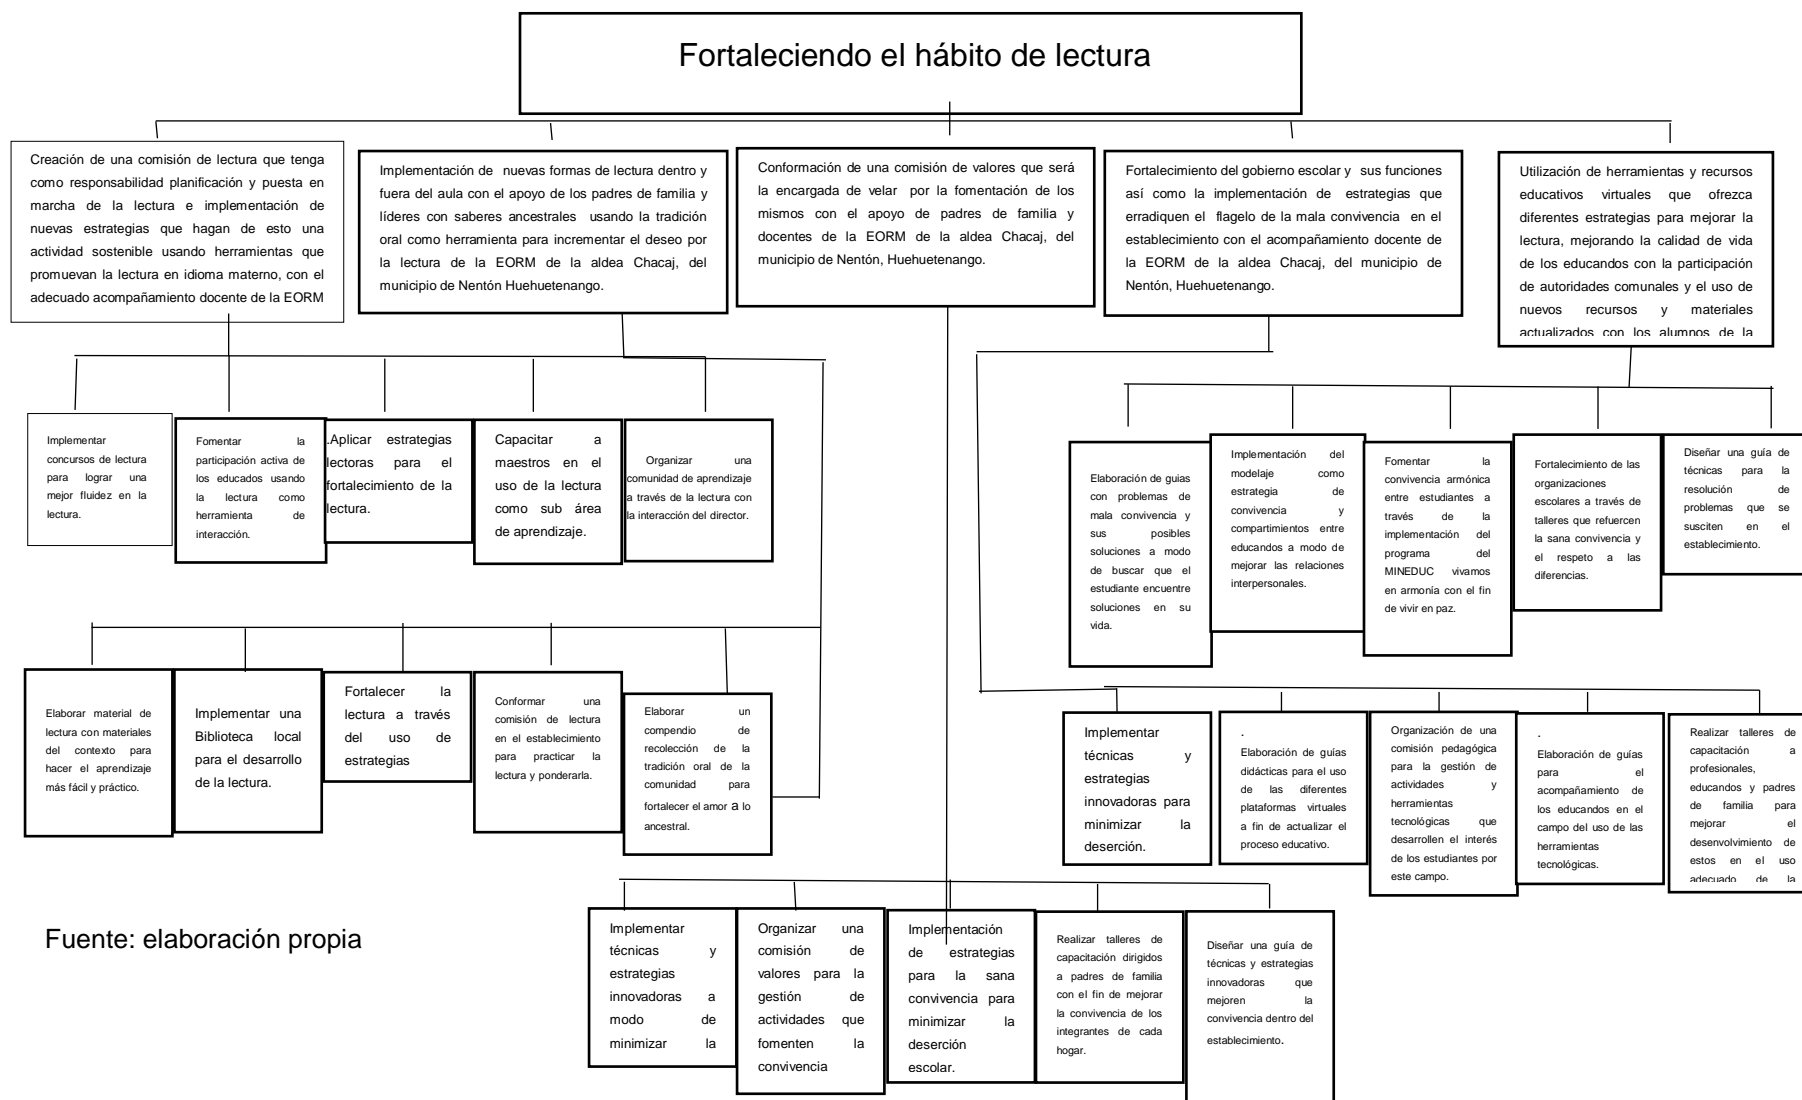 Fortaleciendo el hábito de lectura
Creación de una comisión de lectura que tenga
como responsabilidad planificación y puesta en
marcha de la lectura e implementación de
nuevas estrategias que hagan de esto una
actividad sostenible usando herramientas que
promuevan la lectura en idioma materno, con el
adecuado acompañamiento docente de la EORM
Implementación de nuevas formas de lectura dentro y
fuera del aula con el apoyo de los padres de familia y
líderes con saberes ancestrales usando la tradición
oral como herramienta para incrementar el deseo por
la lectura de la EORM de la aldea Chacaj, del
municipio de Nentón Huehuetenango.
Conformación de una comisión de valores que será
la encargada de velar por la fomentación de los
mismos con el apoyo de padres de familia y
docentes de la EORM de la aldea Chacaj, del
municipio de Nentón, Huehuetenango.
Fortalecimiento del gobierno escolar y sus funciones
así como la implementación de estrategias que
erradiquen el flagelo de la mala convivencia en el
establecimiento con el acompañamiento docente de
la EORM de la aldea Chacaj, del municipio de
Nentón, Huehuetenango.
Utilización de herramientas y recursos
educativos virtuales que ofrezca
diferentes estrategias para mejorar la
lectura, mejorando la calidad de vida
de los educandos con la participación
de autoridades comunales y el uso de
nuevos recursos y materiales
actualizados con los alumnos de la
Implementar
concursos de lectura
para lograr una
mejor fluidez en la
lectura.
Fomentar la
participación activa de
los educados usando
la lectura como
herramienta de
interacción.
.Aplicar estrategias
lectoras para el
fortalecimiento de la
lectura.
Capacitar a
maestros en el
uso de la lectura
como sub área
de aprendizaje.
Organizar una
comunidad de aprendizaje
a través de la lectura con
la interacción del director.
Elaboración de guias
con problemas de
mala convivencia y
sus posibles
soluciones a modo
de buscar que el
estudiante encuentre
soluciones en su
vida.
Implementación del
modelaje como
estrategia de
convivencia y
compartimientos entre
educandos a modo de
mejorar las relaciones
interpersonales.
Fomentar la
convivencia armónica
entre estudiantes a
través de la
implementación del
programa del
MINEDUC vivamos
en armonía con el fin
de vivir en paz.
Fortalecimiento de las
organizaciones
escolares a través de
talleres que refuercen
la sana convivencia y
el respeto a las
diferencias.
Diseñar una guía de
técnicas para la
resolución de
problemas que se
susciten en el
establecimiento.
Elaborar material de
lectura con materiales
del contexto para
hacer el aprendizaje
más fácil y práctico.
Implementar una
Biblioteca local
para el desarrollo
de la lectura.
Fortalecer la
lectura a través
del uso de
estrategias
Conformar una
comisión de lectura
en el establecimiento
para practicar la
lectura y ponderarla.
Elaborar un
compendio de
recolección de la
tradición oral de la
comunidad para
fortalecer el amor a lo
ancestral.
Implementar
técnicas y
estrategias
innovadoras para
minimizar la
deserción.
.
Elaboración de guías
didácticas para el uso
de las diferentes
plataformas virtuales
a fin de actualizar el
proceso educativo.
Organización de una
comisión pedagógica
para la gestión de
actividades y
herramientas
tecnológicas que
desarrollen el interés
de los estudiantes por
este campo.
.
Elaboración de guías
para el
acompañamiento de
los educandos en el
campo del uso de las
herramientas
tecnológicas.
Realizar talleres de
capacitación a
profesionales,
educandos y padres
de familia para
mejorar el
desenvolvimiento de
estos en el uso
adecuado de la
Fuente: elaboración propia
Implementar
técnicas y
estrategias
innovadoras a
modo de
minimizar la
Organizar una
comisión de
valores para la
gestión de
actividades que
fomenten la
convivencia
Implementación
de estrategias
para la sana
convivencia para
minimizar la
deserción
escolar.
Realizar talleres de
capacitación dirigidos
a padres de familia
con el fin de mejorar
la convivencia de los
integrantes de cada
hogar.
Diseñar una guía de
técnicas y estrategias
innovadoras que
mejoren la
convivencia dentro del
establecimiento.